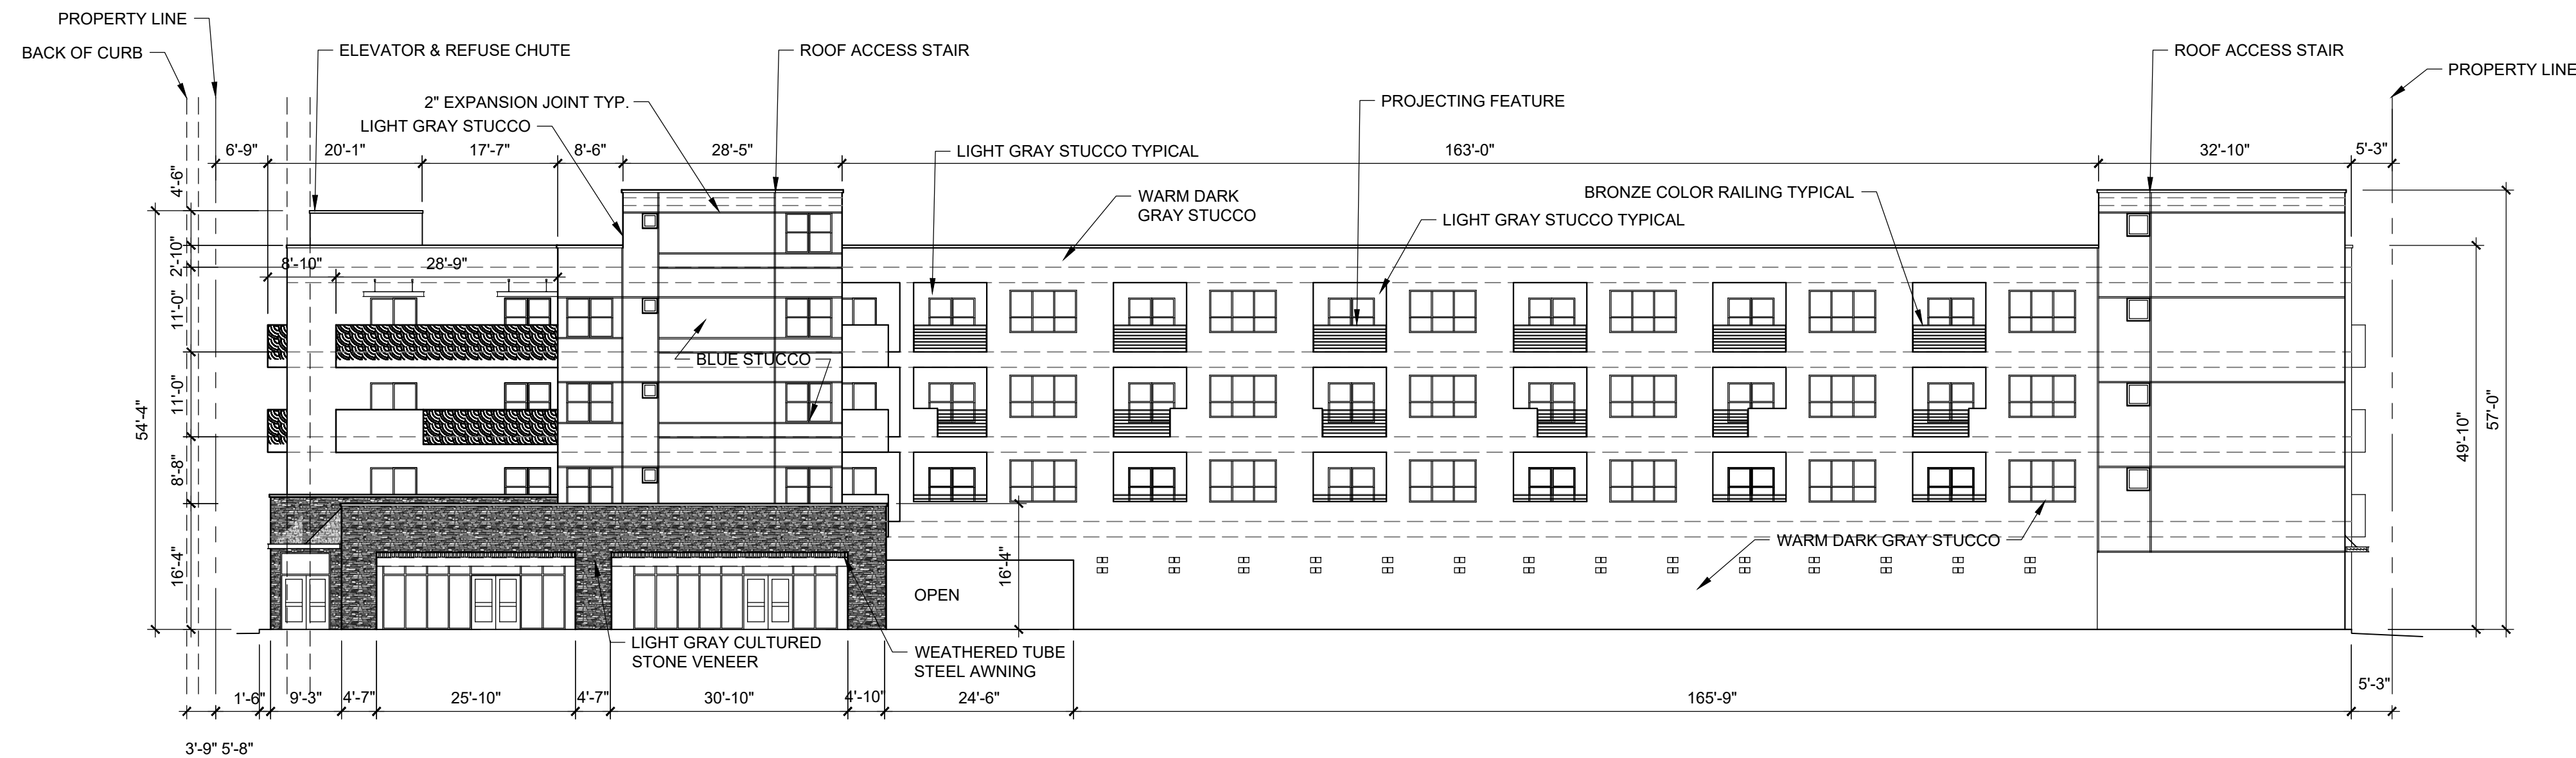 PROPERTY LINE
BACK OF CURB
ELEVATOR & REFUSE CHUTE
ROOF ACCESS STAIR
ROOF ACCESS STAIR
PROPERTY LINE
2" EXPANSION JOINT TYP.
PROJECTING FEATURE
LIGHT GRAY STUCCO
6'-9"
20'-1"
17'-7"
8'-6"
28'-5"
LIGHT GRAY STUCCO TYPICAL
163'-0"
32'-10"
5'-3"
4'-6"
WARM DARK
GRAY STUCCO
BRONZE COLOR RAILING TYPICAL
LIGHT GRAY STUCCO TYPICAL
2'-10"
8'-10"
28'-9"
11'-0"
BLUE STUCCO
11'-0"
54'-4"
49'-10"
57'-0"
8'-8"
16'-4"
16'-4"
WARM DARK GRAY STUCCO
OPEN
LIGHT GRAY CULTURED
STONE VENEER
WEATHERED TUBE
STEEL AWNING
1'-6"
9'-3"
4'-7"
25'-10"
4'-7"
30'-10"
4'-10"
24'-6"
165'-9"
5'-3"
3'-9"
5'-8"